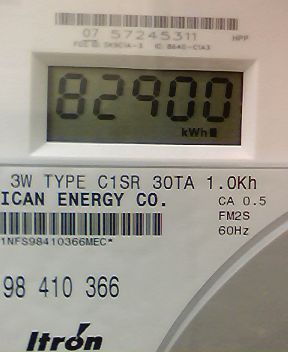 07 57245311 HPP
82900
kWh
3W TYPE C1SR 30TA 1.0Kh
ICAN ENERGY CO. CA 0.5
FM2S
60Hz
1NFS98410366MEC*
98 410 366
Itron